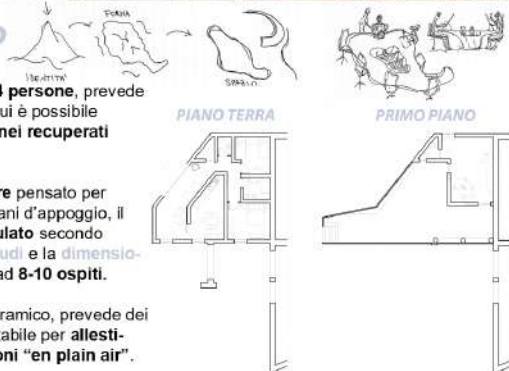 FORMA
IDENTITA'
SPAZIO
4 persone, prevede
ui è possibile
nei recuperati
re pensato per
ani d'appoggio, il
ulato secondo
udi e la dimensio-
ad 8-10 ospiti.
ramico, prevede dei
tabile per allesti-
oni “en plain air”.
PIANO TERRA
PRIMO PIANO